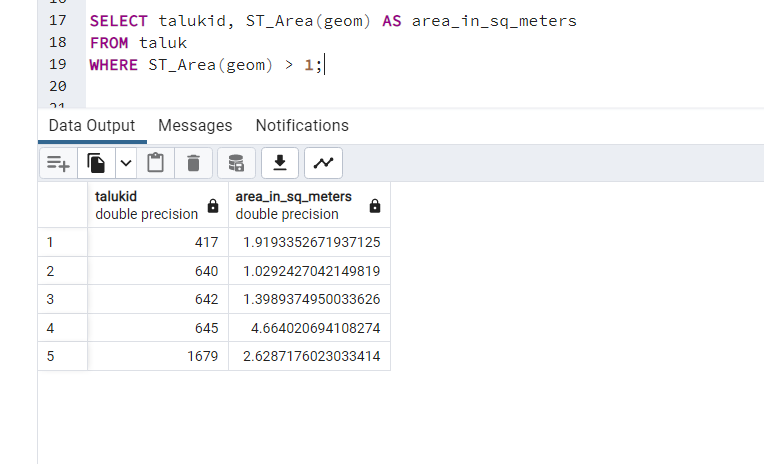 17 SELECT talukid, ST_Area(geom) AS area_in_sq_meters
18 FROM taluk
19 WHERE ST_Area(geom) > 1;
20
Data Output Messages Notifications
talukid area_in_sq_meters
double precision double precision
1 417 1.9193352671937125
2 640 1.0292427042149819
3 642 1.3989374950033626
4 645 4.664020694108274
5 1679 2.6287176023033414